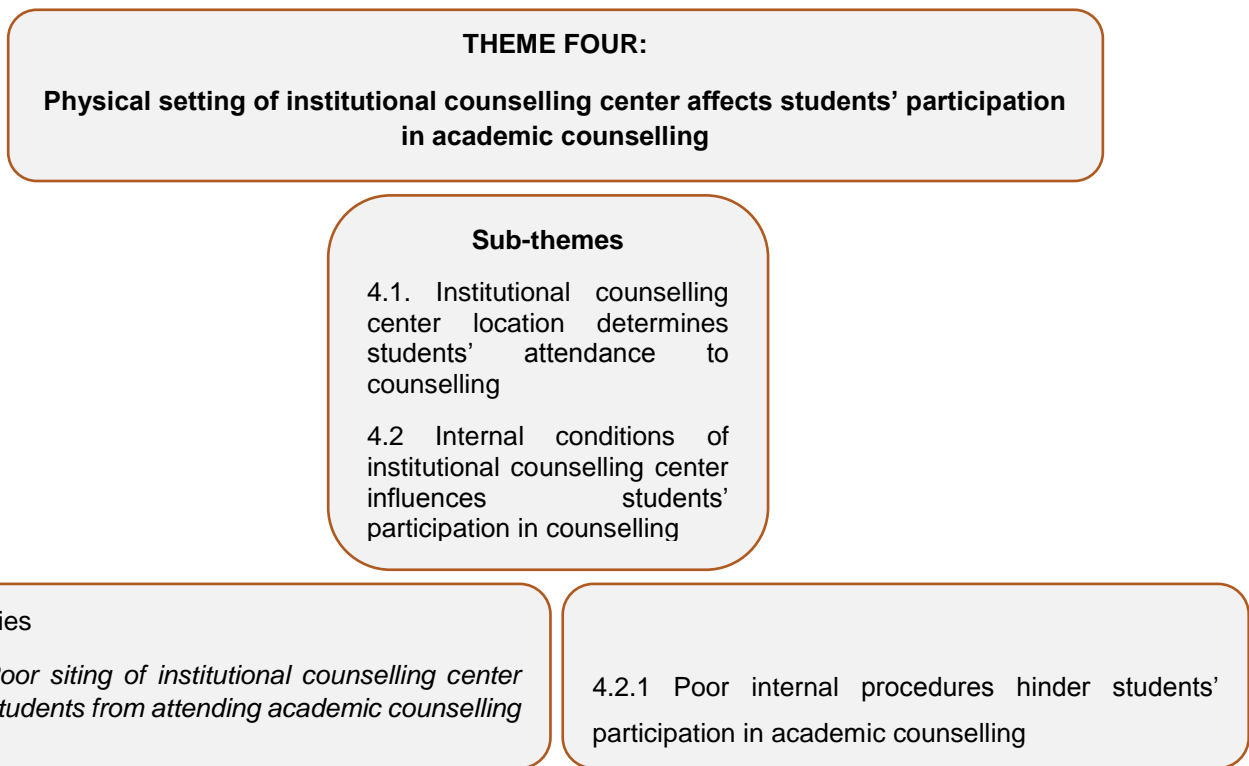 THEME FOUR:
Physical setting of institutional counselling center affects students’ participation
in academic counselling
Sub-themes
4.1. Institutional counselling
center location determines
students’ attendance to
counselling
4.2 Internal conditions of
institutional counselling center
influences students’
participation in counselling
siting of institutional counselling center
from attending academic counselling
4.2.1 Poor internal procedures hinder students’
participation in academic counselling